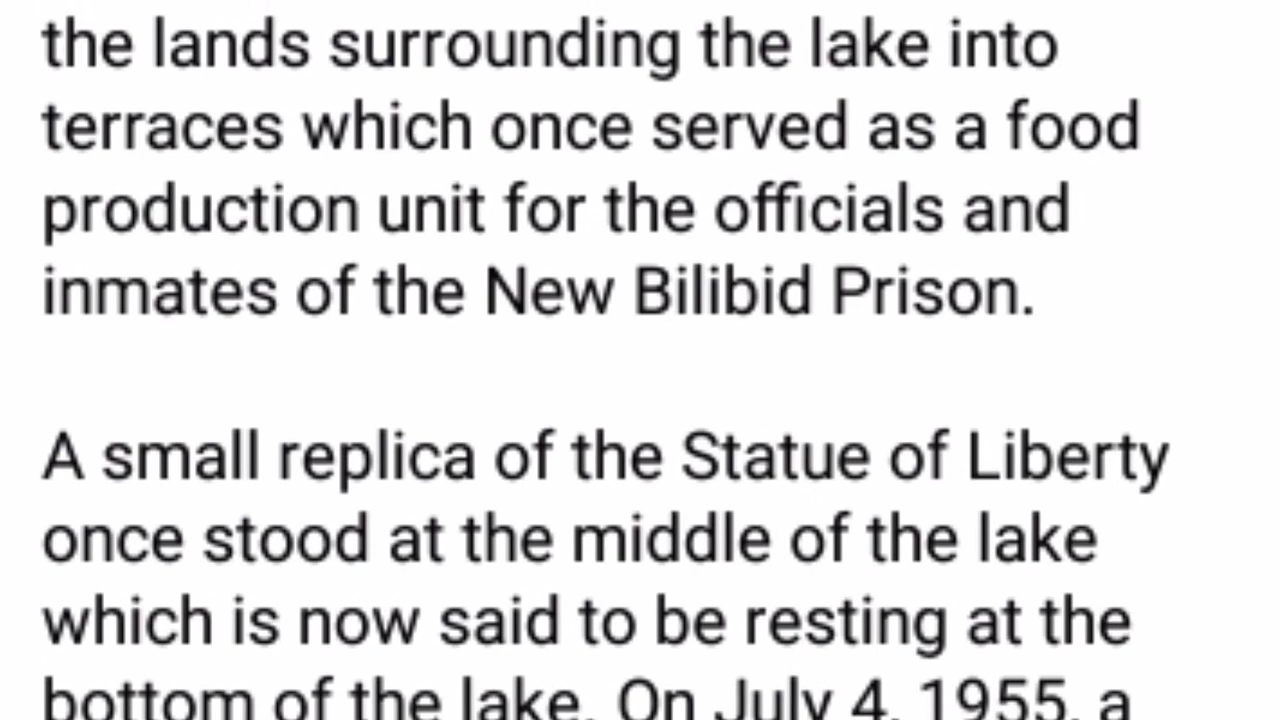 the lands surrounding the lake into
terraces which once served as a food
production unit for the officials and
inmates of the New Bilibid Prison.
A small replica of the Statue of Liberty
once stood at the middle of the lake
which is now said to be resting at the
bottom of the lake. On July 4, 1955, a